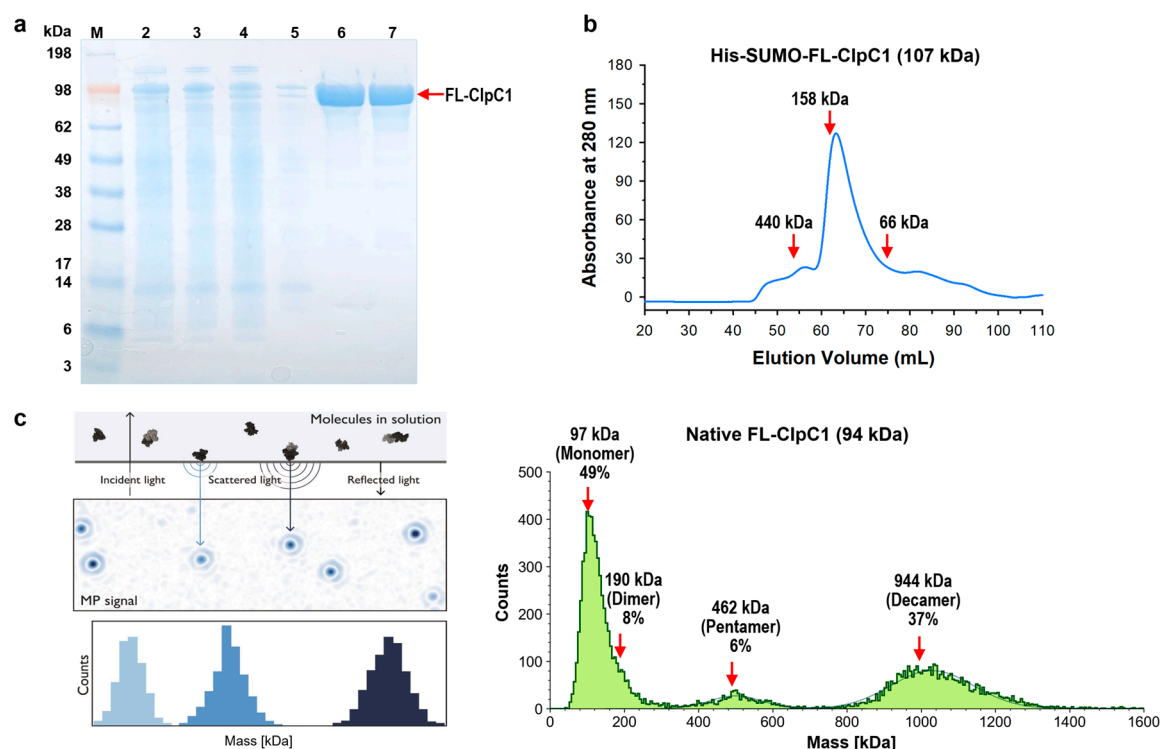 a
kDa M 2 3 4 5 6 7
198
98
62
49
38
28
17
14
6
3
FL-ClpC1
b
His-SUMO-FL-ClpC1 (107 kDa)
Absorbance at 280 nm
180
150
120
90
60
30
0
158 kDa
440 kDa
66 kDa
20 30 40 50 60 70 80 90 100 110
Elution Volume (mL)
c
Molecules in solution
Incident light
Scattered light
Reflected light
MP signal
Counts
Mass [kDa]
Native FL-ClpC1 (94 kDa)
97 kDa
(Monomer)
49%
190 kDa
(Dimer)
8%
462 kDa
(Pentamer)
6%
944 kDa
(Decamer)
37%
Counts
500
400
300
200
100
0
0 200 400 600 800 1000 1200 1400 1600
Mass [kDa]